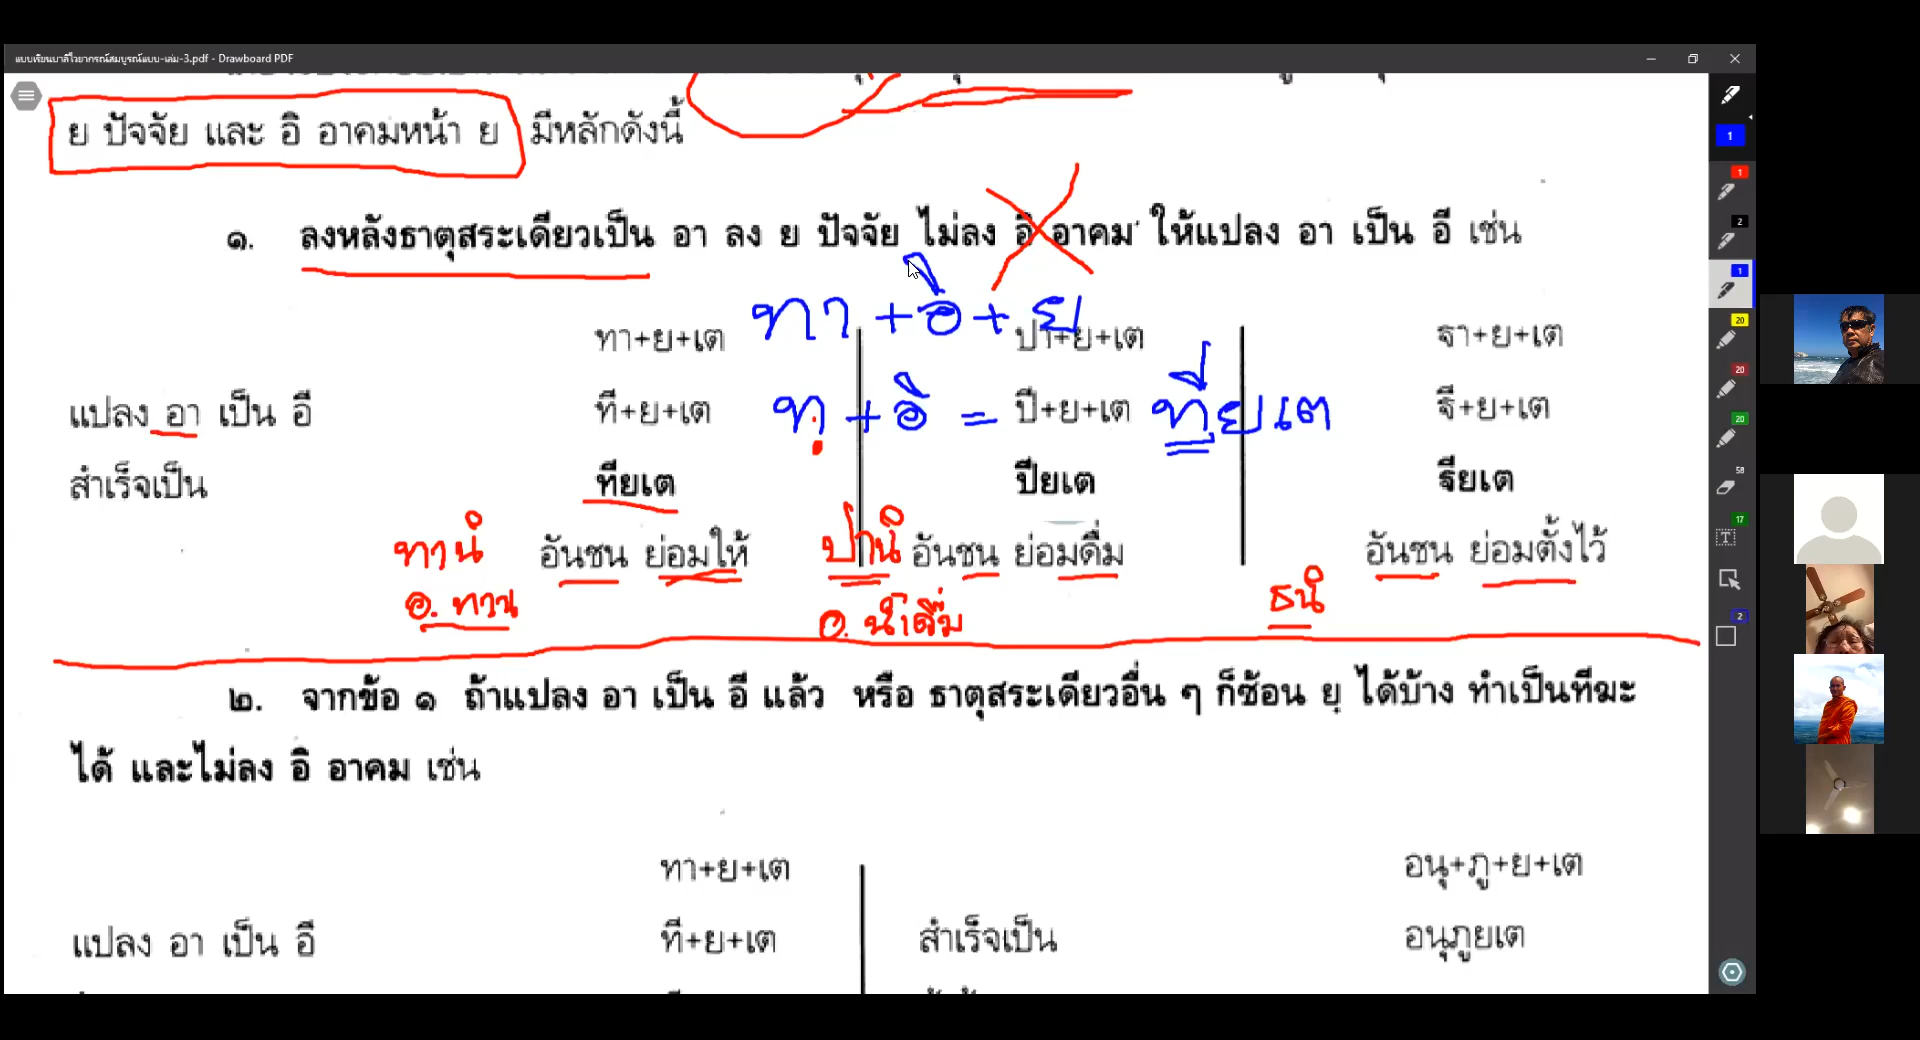 แบบเรียนบาลีไวยากรณ์สมบูรณ์แบบ-เล่ม-3.pdf - Drawboard PDF
ย ปัจจัย และ อิ อาคมหน้า ย มีหลักดังนี้
๑. ลงหลังธาตุสระเดียวเป็น อา ลง ย ปัจจัย ไม่ลง อิ อาคม ให้แปลง อา เป็น อี เช่น
ทา + อิ + ย
ทา+ย+เต ปา+ย+เต ธา+ย+เต
แปลง อา เป็น อี ที+ย+เต ปี+ย+เต ธี+ย+เต
ทฺ + อี = ทียเต
สำเร็จเป็น ทียเต ปียเต ธียเต
ทานํ ปานํ
อันชน ย่อมให้ อันชน ย่อมดื่ม อันชน ย่อมตั้งไว้
อ. ทาน อ. น้ำดื่ม ธนํ
๒. จากข้อ ๑ ถ้าแปลง อา เป็น อี แล้ว หรือ ธาตุสระเดียวอื่น ๆ ก็ซ้อน ยฺ ได้บ้าง ทำเป็นทีฆะ
ได้ และไม่ลง อิ อาคม เช่น
ทา+ย+เต อนุ+ภู+ย+เต
แปลง อา เป็น อี ที+ย+เต สำเร็จเป็น อนุภูยเต